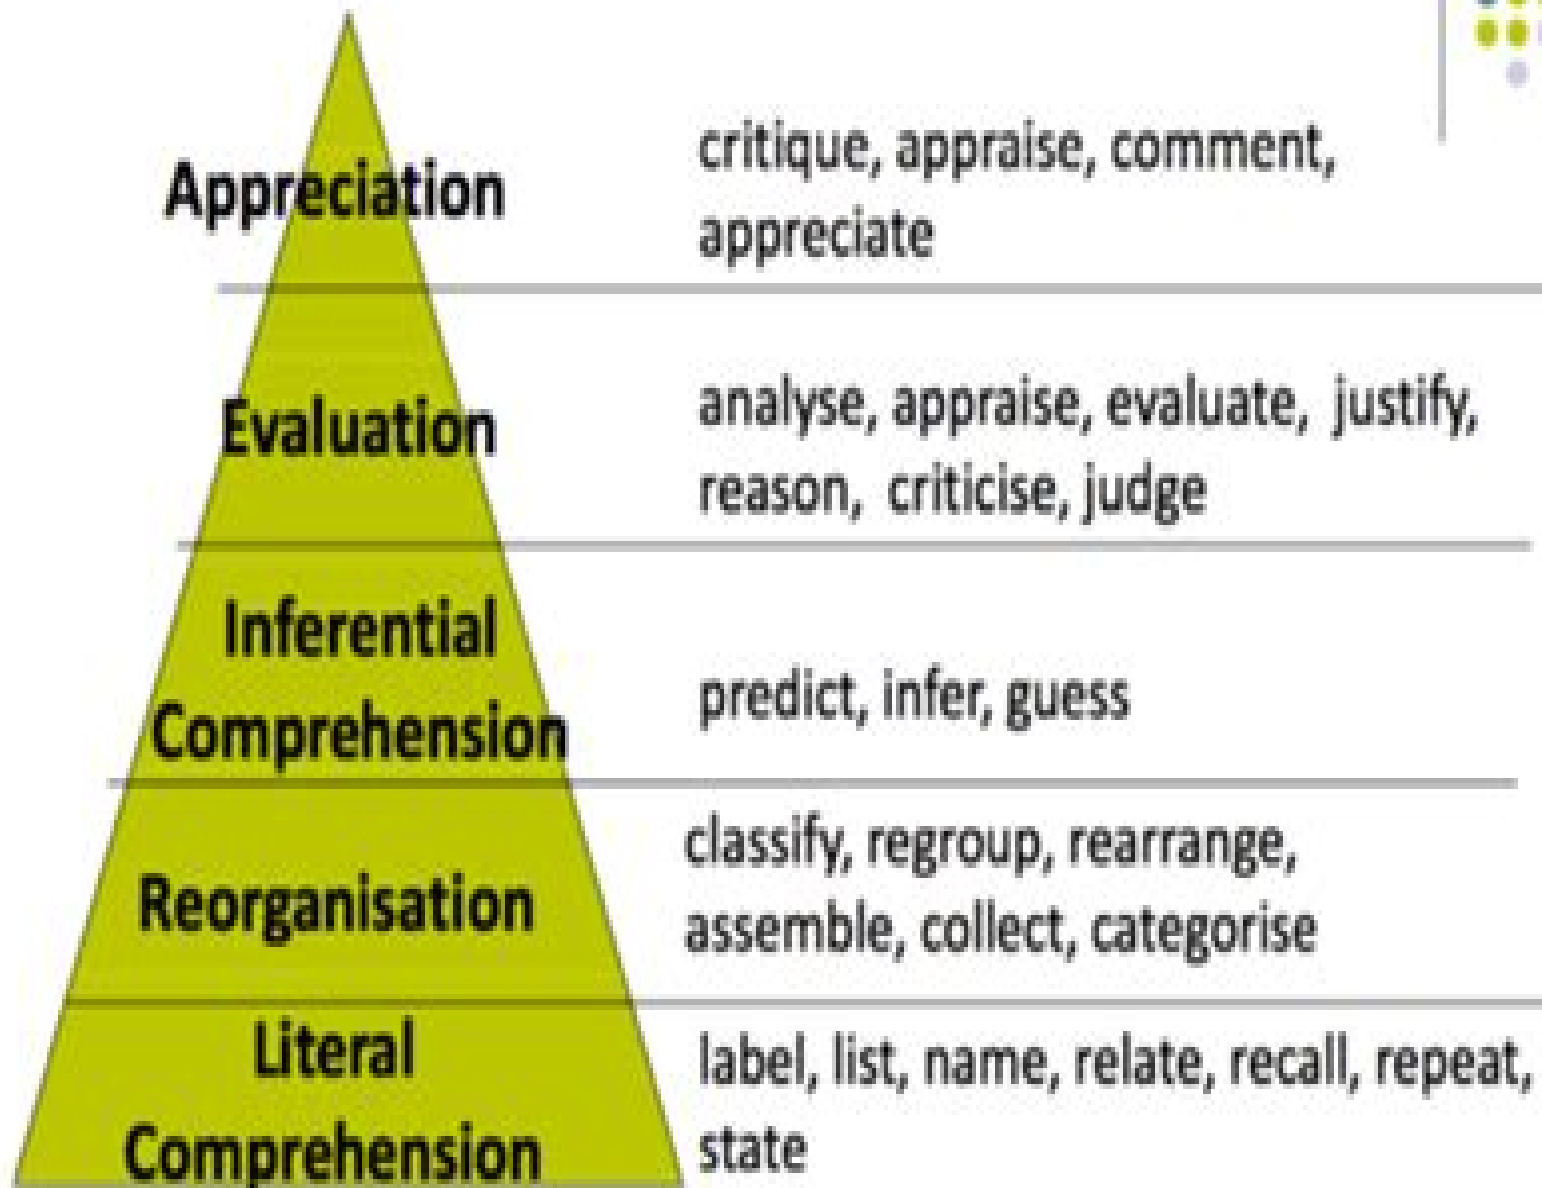 Appreciation
critique, appraise, comment,
appreciate
Evaluation
analyse, appraise, evaluate, justify,
reason, criticise, judge
Inferential
Comprehension
predict, infer, guess
Reorganisation
classify, regroup, rearrange,
assemble, collect, categorise
Literal
Comprehension
label, list, name, relate, recall, repeat,
state